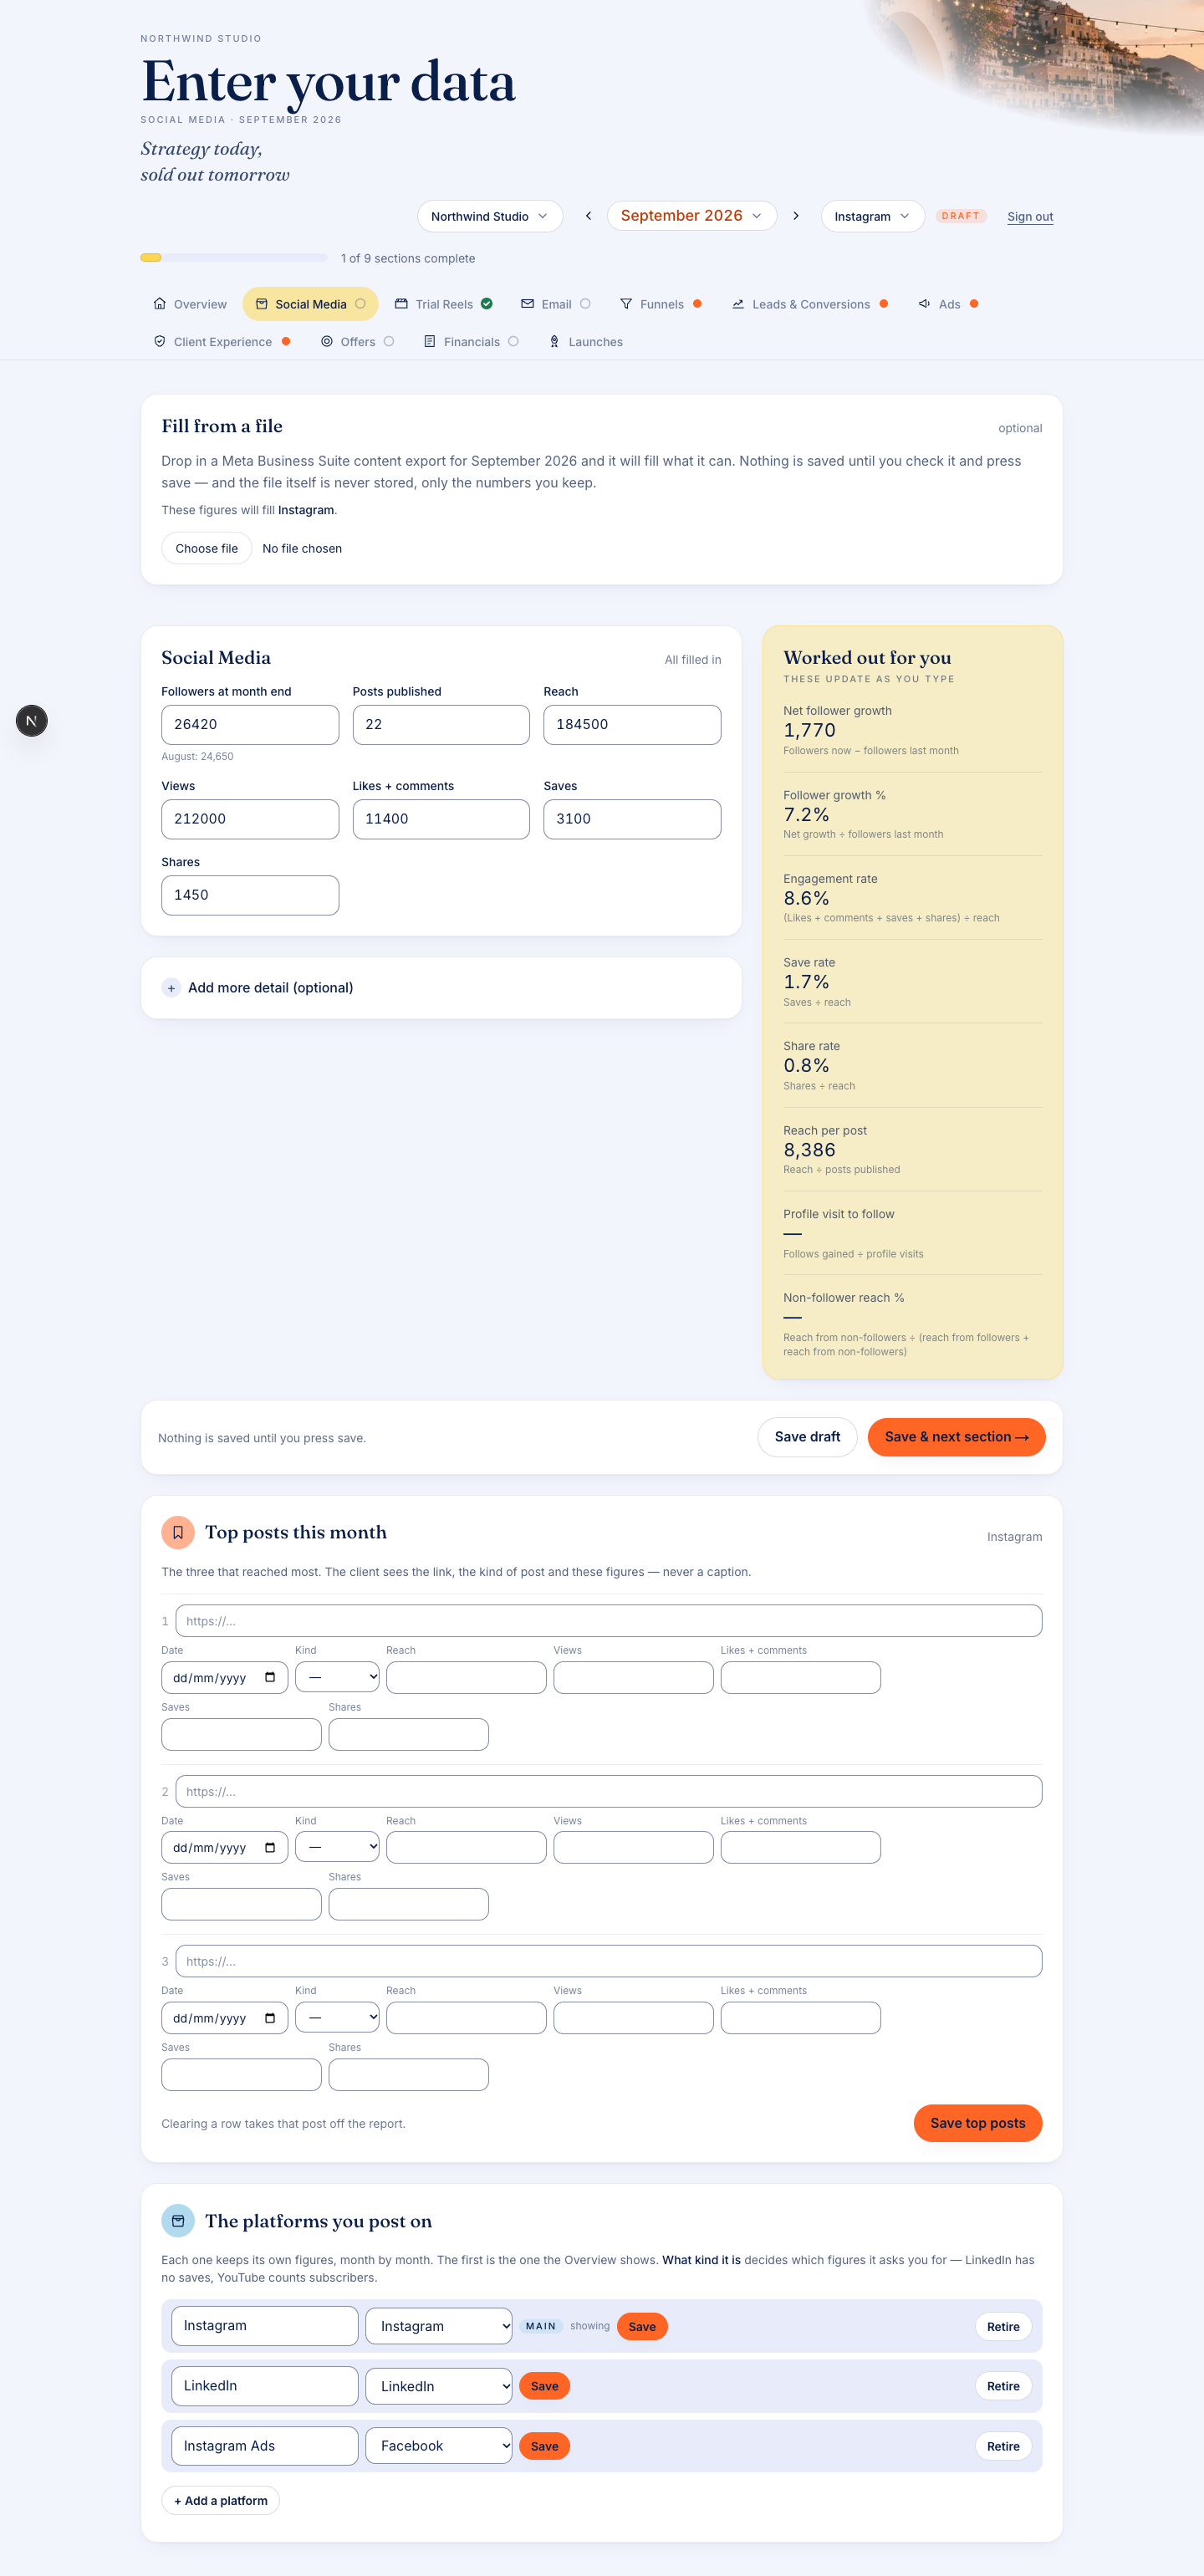 NORTHWIND STUDIO
Enter your data
SOCIAL MEDIA · SEPTEMBER 2026
Strategy today,
sold out tomorrow
Northwind Studio
September 2026
Instagram
DRAFT
Sign out
1 of 9 sections complete
Overview
Social Media
Trial Reels
Email
Funnels
Leads & Conversions
Ads
Client Experience
Offers
Financials
Launches
Fill from a file
optional
Drop in a Meta Business Suite content export for September 2026 and it will fill what it can. Nothing is saved until you check it and press
save — and the file itself is never stored, only the numbers you keep.
These figures will fill Instagram.
Choose file
No file chosen
Social Media
All filled in
Followers at month end
Posts published
Reach
26420
22
184500
August: 24,650
Views
Likes + comments
Saves
212000
11400
3100
Shares
1450
+ Add more detail (optional)
Worked out for you
THESE UPDATE AS YOU TYPE
Net follower growth
1,770
Followers now − followers last month
Follower growth %
7.2%
Net growth ÷ followers last month
Engagement rate
8.6%
(Likes + comments + saves + shares) ÷ reach
Save rate
1.7%
Saves ÷ reach
Share rate
0.8%
Shares ÷ reach
Reach per post
8,386
Reach ÷ posts published
Profile visit to follow
—
Follows gained ÷ profile visits
Non-follower reach %
—
Reach from non-followers ÷ (reach from followers +
reach from non-followers)
N
Nothing is saved until you press save.
Save draft
Save & next section →
Top posts this month
Instagram
The three that reached most. The client sees the link, the kind of post and these figures — never a caption.
1 https://...
Date
Kind
Reach
Views
Likes + comments
dd/mm/yyyy
—
Saves
Shares
2 https://...
Date
Kind
Reach
Views
Likes + comments
dd/mm/yyyy
—
Saves
Shares
3 https://...
Date
Kind
Reach
Views
Likes + comments
dd/mm/yyyy
—
Saves
Shares
Clearing a row takes that post off the report.
Save top posts
The platforms you post on
Each one keeps its own figures, month by month. The first is the one the Overview shows. What kind it is decides which figures it asks you for — LinkedIn has
no saves, YouTube counts subscribers.
Instagram
Instagram
MAIN
showing
Save
Retire
LinkedIn
LinkedIn
Save
Retire
Instagram Ads
Facebook
Save
Retire
+ Add a platform